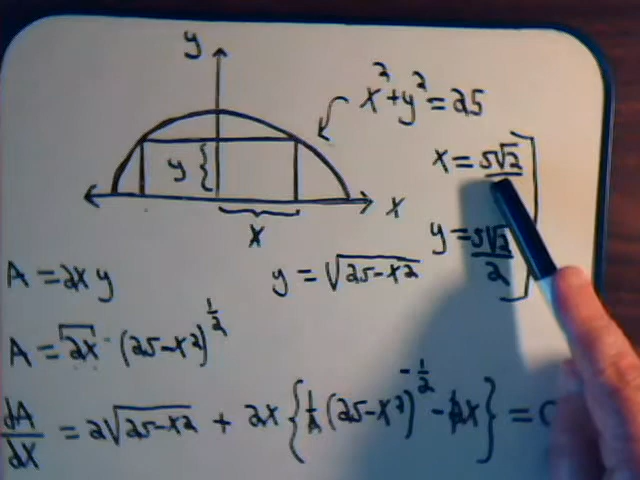 y
x² + y² = 25
x = 5√2
y
x
x
y = 5√2/2
A = 2xy
y = √25-x²
A = 2x · (25-x²)^1/2
dA/dx = 2√25-x² + 2x {1/2 (25-x²)^-1/2 - 2x} =